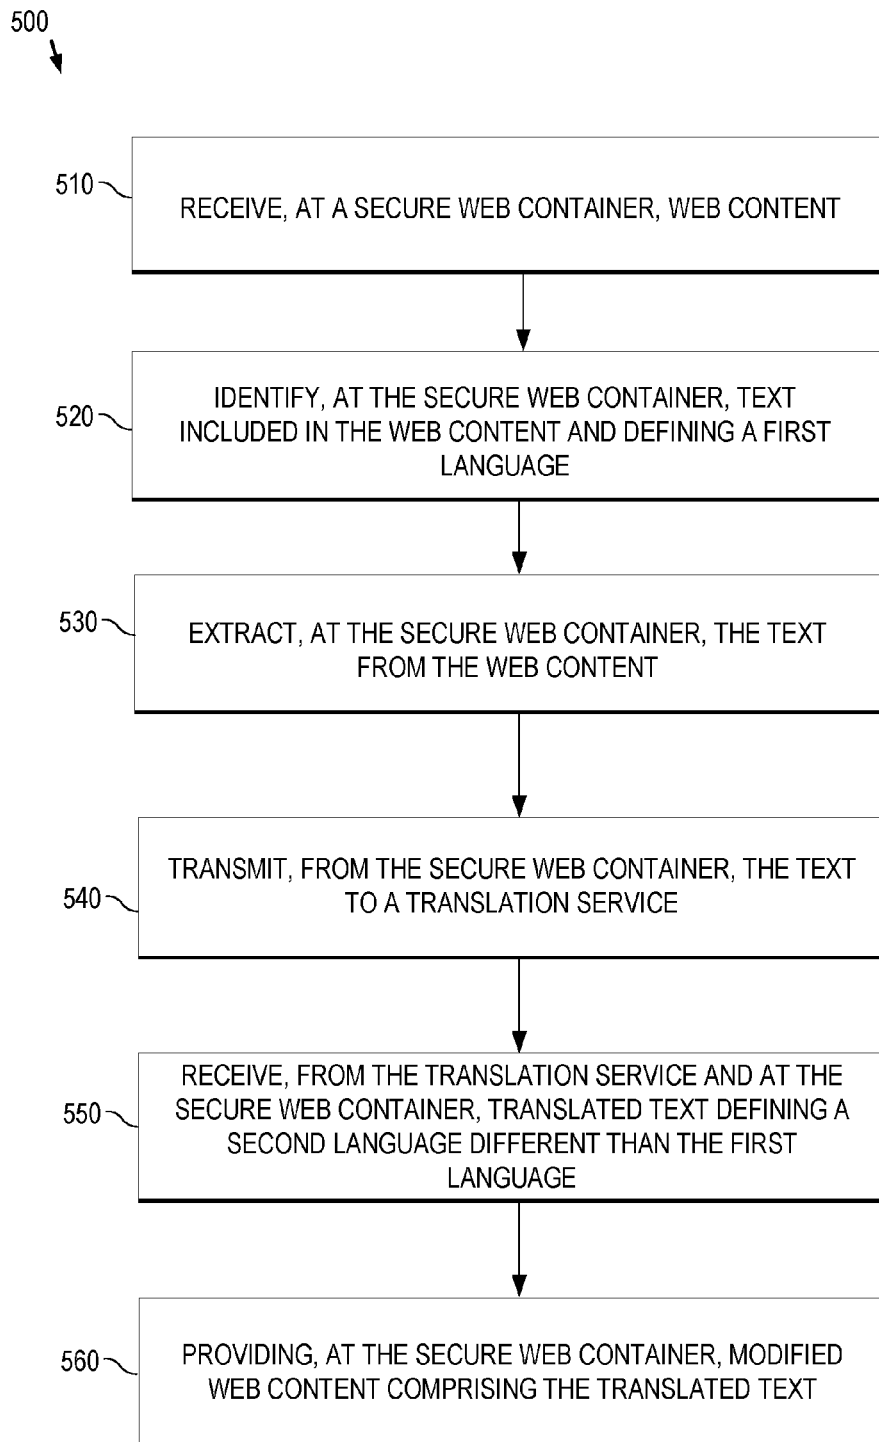 500
510
RECEIVE, AT A SECURE WEB CONTAINER, WEB CONTENT
520
IDENTIFY, AT THE SECURE WEB CONTAINER, TEXT
INCLUDED IN THE WEB CONTENT AND DEFINING A FIRST
LANGUAGE
530
EXTRACT, AT THE SECURE WEB CONTAINER, THE TEXT
FROM THE WEB CONTENT
540
TRANSMIT, FROM THE SECURE WEB CONTAINER, THE TEXT
TO A TRANSLATION SERVICE
550
RECEIVE, FROM THE TRANSLATION SERVICE AND AT THE
SECURE WEB CONTAINER, TRANSLATED TEXT DEFINING A
SECOND LANGUAGE DIFFERENT THAN THE FIRST
LANGUAGE
560
PROVIDING, AT THE SECURE WEB CONTAINER, MODIFIED
WEB CONTENT COMPRISING THE TRANSLATED TEXT